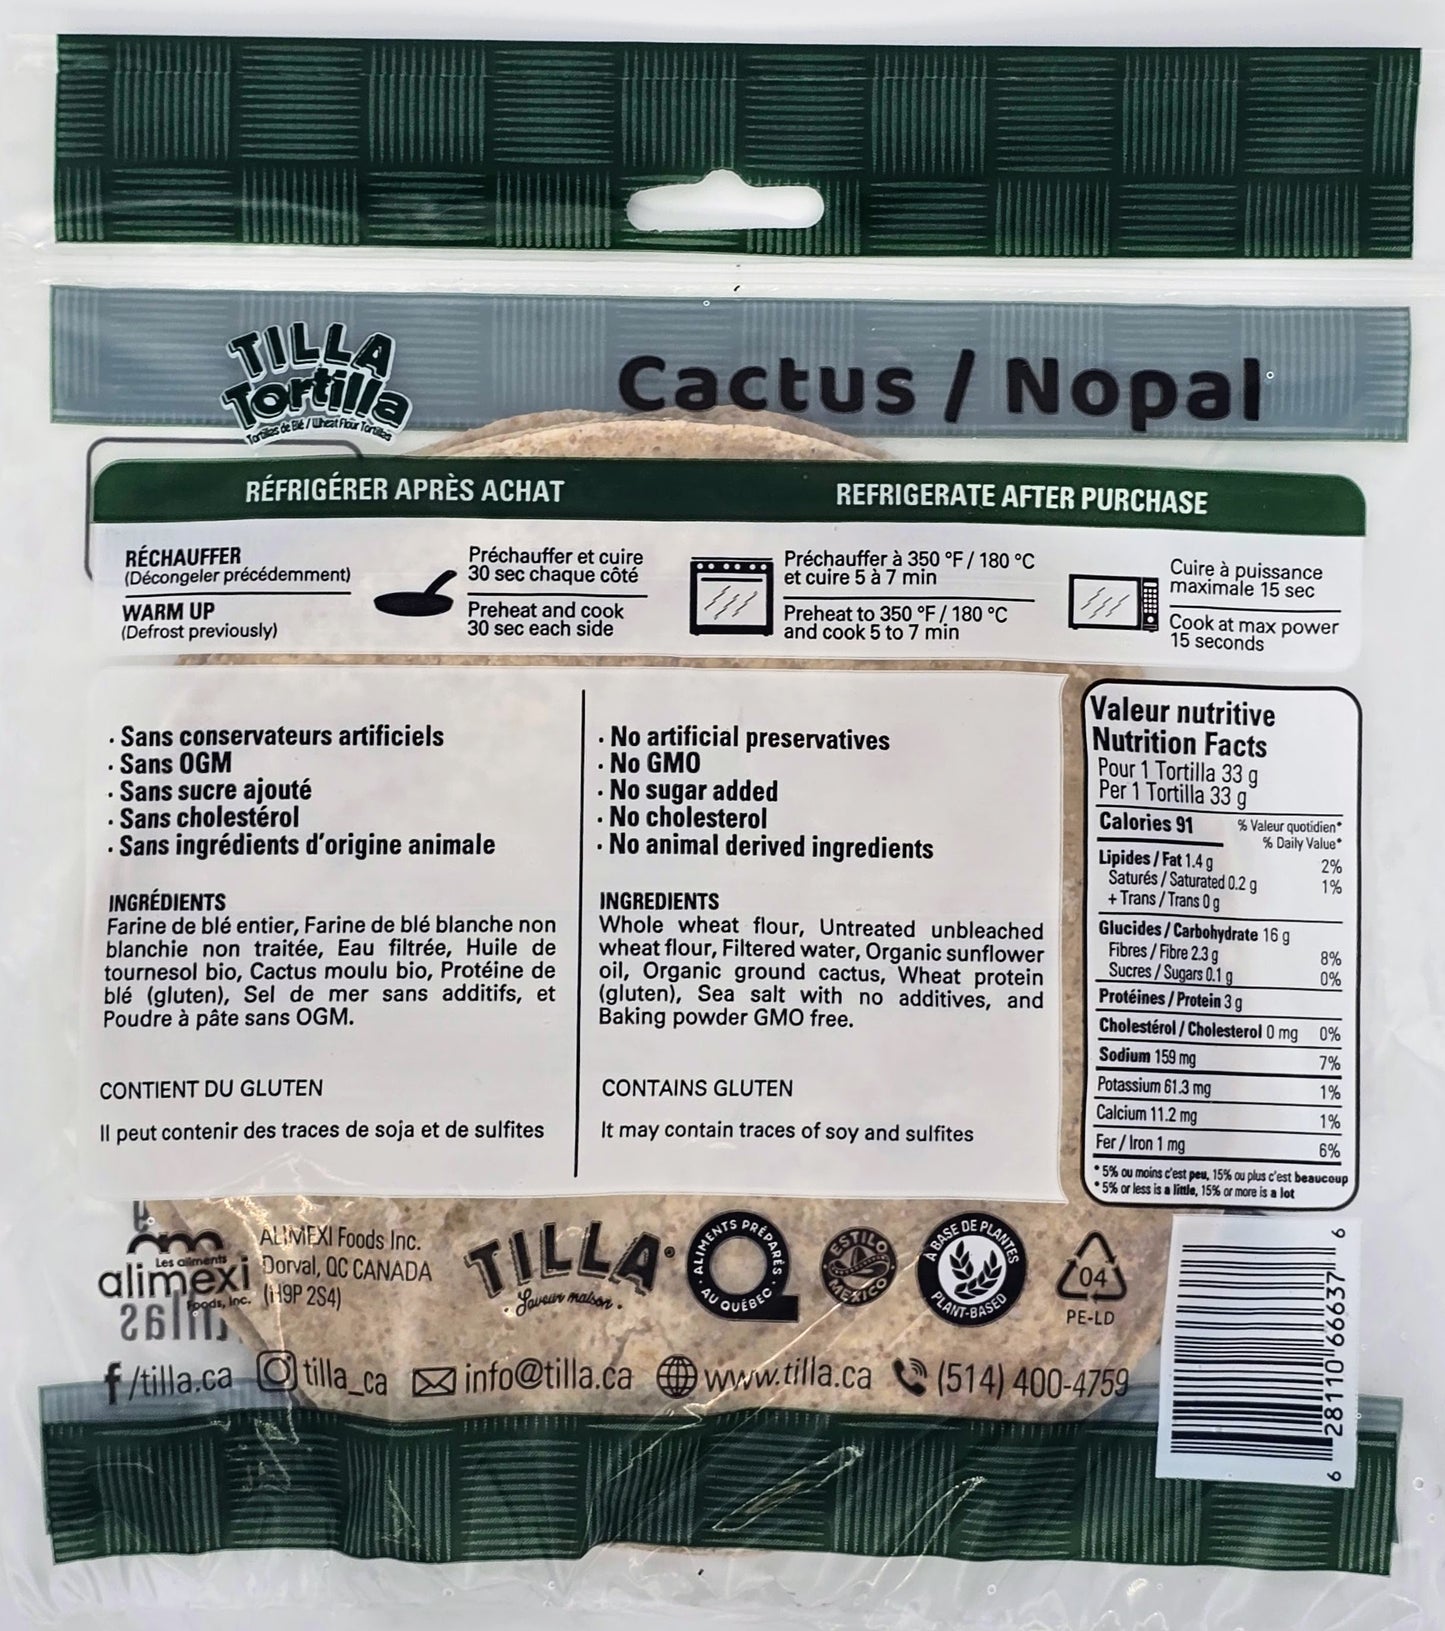 TILLA
Tortilla
Tortillas de Blé / Wheat Flour Tortillas
Cactus / Nopal
RÉFRIGÉRER APRÈS ACHAT
REFRIGERATE AFTER PURCHASE
RÉCHAUFFER
(Décongeler précédemment)
WARM UP
(Defrost previously)
Préchauffer et cuire
30 sec chaque côté
Preheat and cook
30 sec each side
Préchauffer à 350 °F / 180 °C
et cuire 5 à 7 min
Preheat to 350 °F / 180 °C
and cook 5 to 7 min
Cuire à puissance
maximale 15 sec
Cook at max power
15 seconds
· Sans conservateurs artificiels
· Sans OGM
· Sans sucre ajouté
· Sans cholestérol
· Sans ingrédients d'origine animale
INGRÉDIENTS
Farine de blé entier, Farine de blé blanche non
blanchie non traitée, Eau filtrée, Huile de
tournesol bio, Cactus moulu bio, Protéine de
blé (gluten), Sel de mer sans additifs, et
Poudre à pâte sans OGM.
CONTIENT DU GLUTEN
Il peut contenir des traces de soja et de sulfites
· No artificial preservatives
· No GMO
· No sugar added
· No cholesterol
· No animal derived ingredients
INGREDIENTS
Whole wheat flour, Untreated unbleached
wheat flour, Filtered water, Organic sunflower
oil, Organic ground cactus, Wheat protein
(gluten), Sea salt with no additives, and
Baking powder GMO free.
CONTAINS GLUTEN
It may contain traces of soy and sulfites
Valeur nutritive
Nutrition Facts
Pour 1 Tortilla 33 g
Per 1 Tortilla 33 g
Calories 91
% Valeur quotidien*
% Daily Value*
Lipides / Fat 1.4 g 2%
Saturés / Saturated 0.2 g 1%
+ Trans / Trans 0 g
Glucides / Carbohydrate 16 g
Fibres / Fibre 2.3 g 8%
Sucres / Sugars 0.1 g 0%
Protéines / Protein 3 g
Cholestérol / Cholesterol 0 mg 0%
Sodium 159 mg 7%
Potassium 61.3 mg 1%
Calcium 11.2 mg 1%
Fer / Iron 1 mg 6%
* 5% ou moins c'est peu, 15% ou plus c'est beaucoup
* 5% or less is a little, 15% or more is a lot
Les aliments
alimexi
Foods, Inc.
ALIMEXI Foods Inc.
Dorval, QC CANADA
(H9P 2S4)
TILLA®
Saveur maison
ALIMENTS PRÉPARÉS
AU QUÉBEC
ESTILO
MEXICO
À BASE DE PLANTES
PLANT-BASED
04
PE-LD
/tilla.ca
tilla_ca
info@tilla.ca
www.tilla.ca
(514) 400-4759
6 28110 66637 6